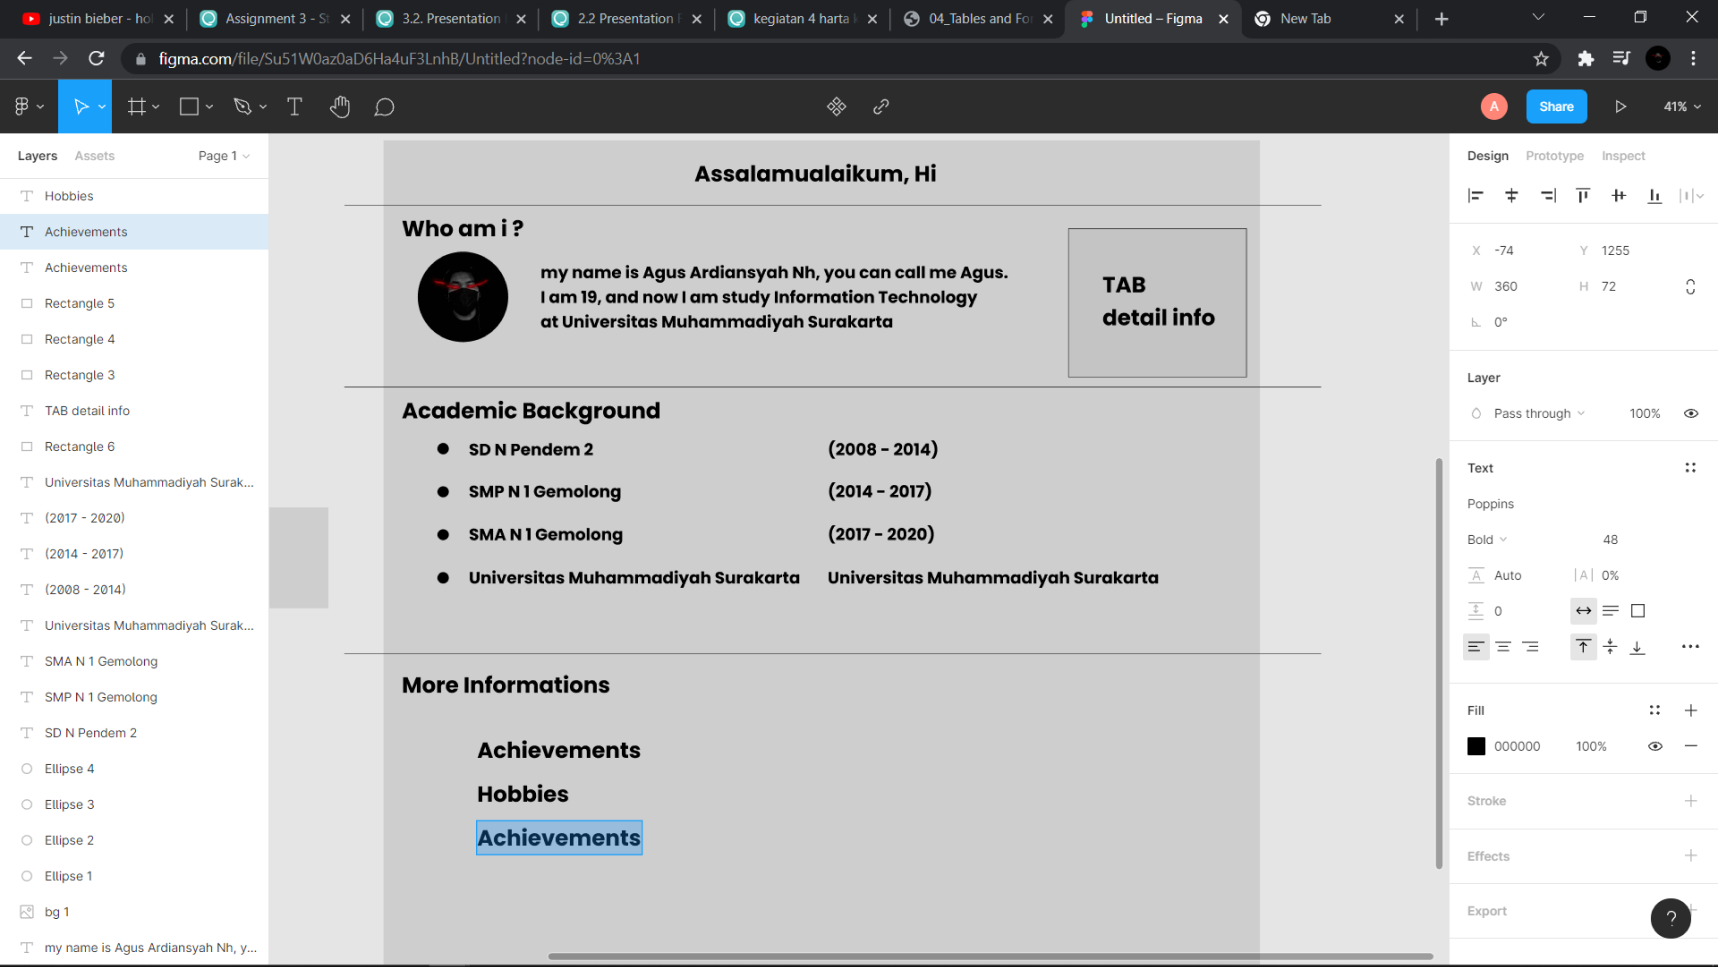 justin bieber - hol
Assignment 3 - St
3.2. Presentation
2.2 Presentation F
kegiatan 4 harta k
04_Tables and For
Untitled – Figma
New Tab
figma.com/file/Su51W0az0aD6Ha4uF3LnhB/Untitled?node-id=0%3A1
A
Share
41%
Layers
Assets
Page 1
Hobbies
Achievements
Achievements
Rectangle 5
Rectangle 4
Rectangle 3
TAB detail info
Rectangle 6
Universitas Muhammadiyah Surak...
(2017 - 2020)
(2014 - 2017)
(2008 - 2014)
Universitas Muhammadiyah Surak...
SMA N 1 Gemolong
SMP N 1 Gemolong
SD N Pendem 2
Ellipse 4
Ellipse 3
Ellipse 2
Ellipse 1
bg 1
my name is Agus Ardiansyah Nh, y...
Assalamualaikum, Hi
Who am i ?
my name is Agus Ardiansyah Nh, you can call me Agus.
I am 19, and now I am study Information Technology
at Universitas Muhammadiyah Surakarta
TAB
detail info
Academic Background
SD N Pendem 2 (2008 - 2014)
SMP N 1 Gemolong (2014 - 2017)
SMA N 1 Gemolong (2017 - 2020)
Universitas Muhammadiyah Surakarta Universitas Muhammadiyah Surakarta
More Informations
Achievements
Hobbies
Achievements
Design
Prototype
Inspect
X -74 Y 1255
W 360 H 72
0°
Layer
Pass through 100%
Text
Poppins
Bold 48
A Auto |A| 0%
0
Fill
000000 100%
Stroke
Effects
Export
?